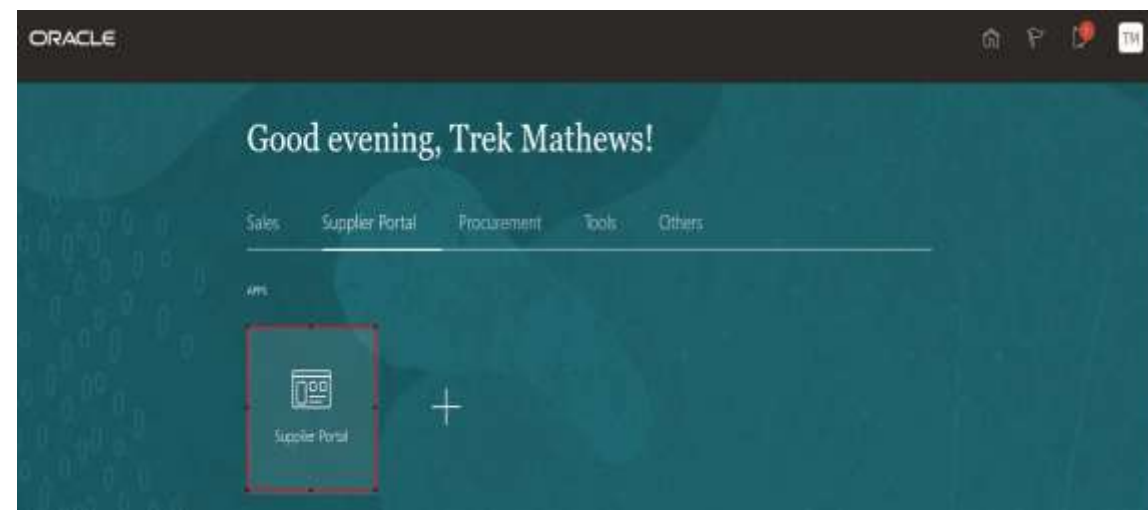 ORACLE
TM
Good evening, Trek Mathews!
Sales Supplier Portal Procurement Tools Others
APPS
Supplier Portal